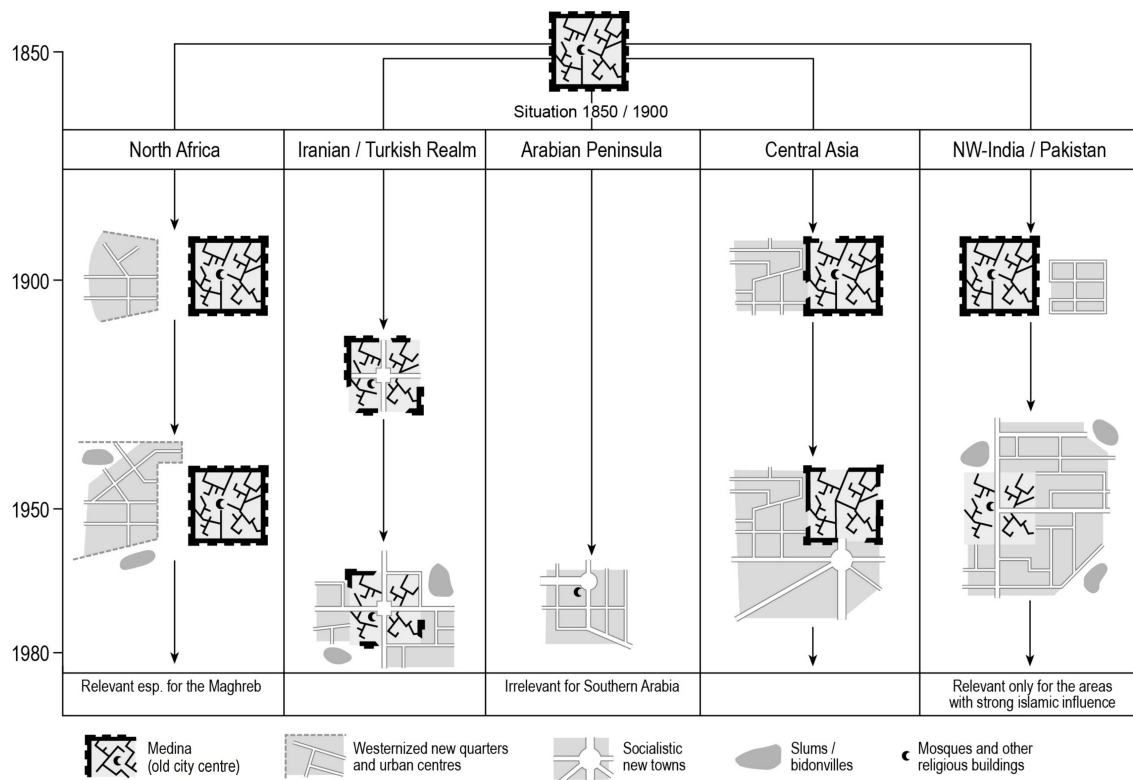 1850
Situation 1850 / 1900
North Africa
Iranian / Turkish Realm
Arabian Peninsula
Central Asia
NW-India / Pakistan
1900
1950
1980
Relevant esp. for the Maghreb
Irrelevant for Southern Arabia
Relevant only for the areas
with strong islamic influence
Medina
(old city centre)
Westernized new quarters
and urban centres
Socialistic
new towns
Slums /
bidonvilles
Mosques and other
religious buildings